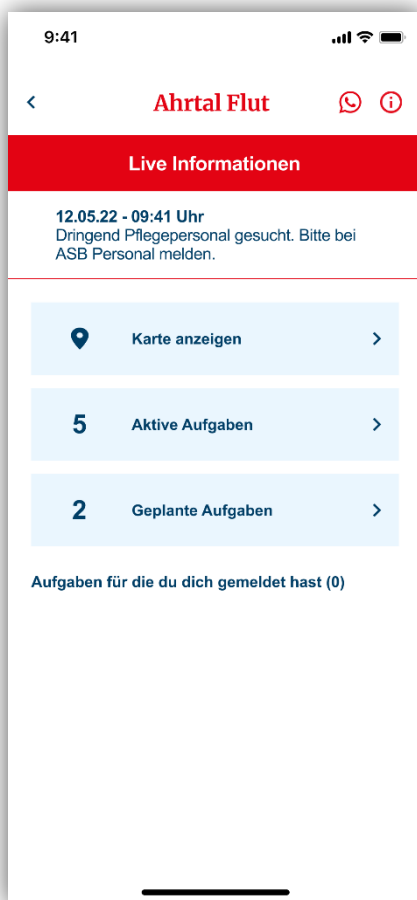 9:41
Ahrtal Flut
Live Informationen
12.05.22 - 09:41 Uhr
Dringend Pflegepersonal gesucht. Bitte bei
ASB Personal melden.
Karte anzeigen
5 Aktive Aufgaben
2 Geplante Aufgaben
Aufgaben für die du dich gemeldet hast (0)